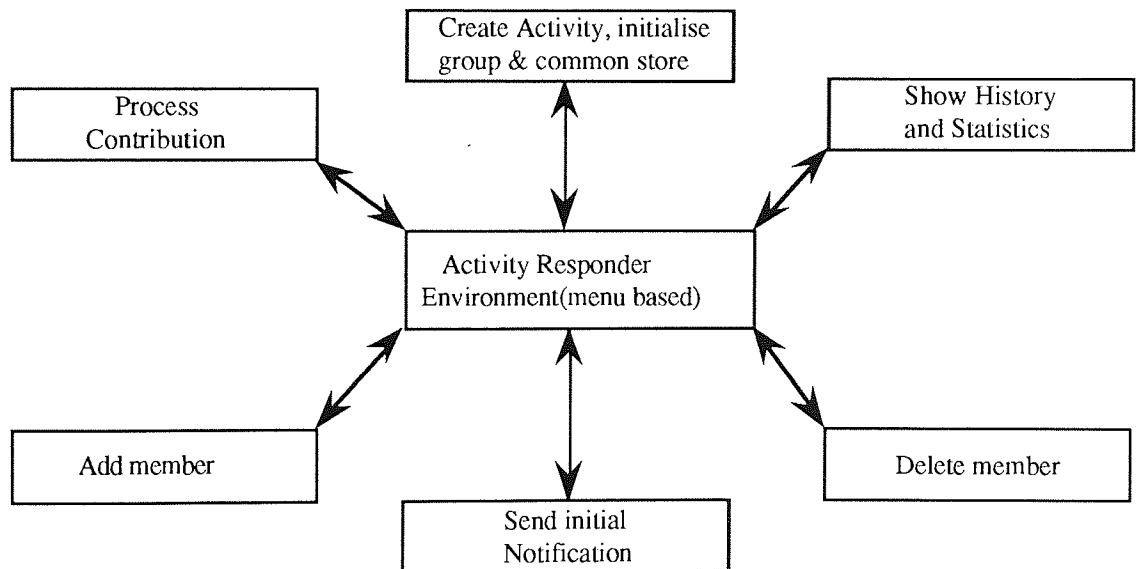 Create Activity, initialise
group & common store
Process
Contribution
Show History
and Statistics
Activity Responder
Environment(menu based)
Add member
Delete member
Send initial
Notification